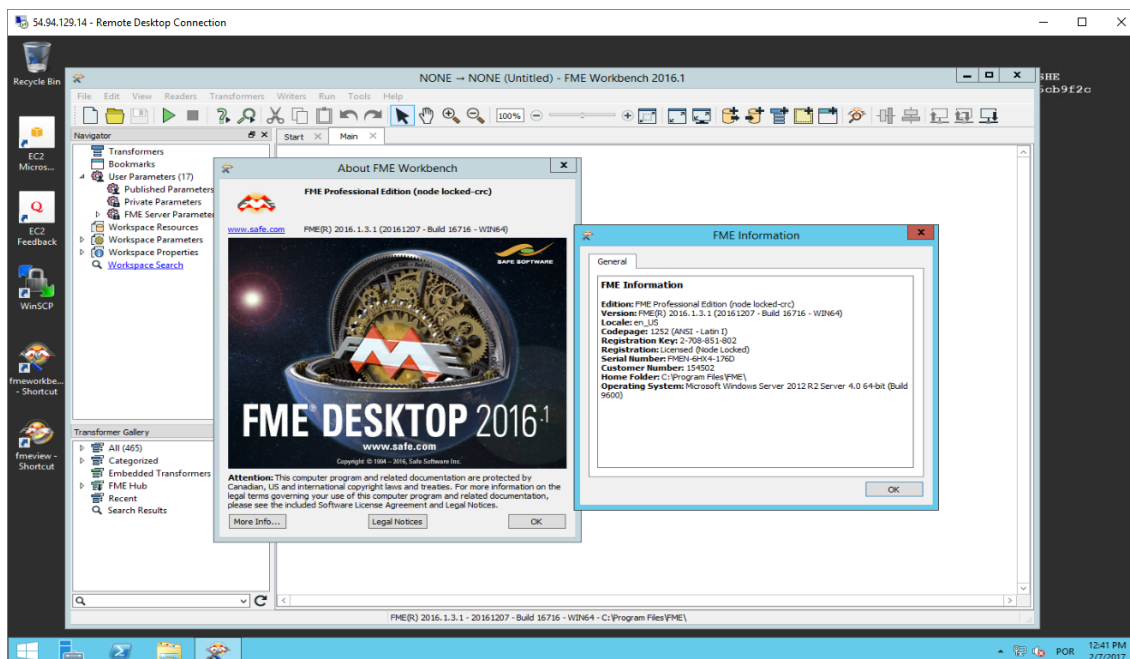 54.94.129.14 - Remote Desktop Connection
Recycle Bin
NONE → NONE (Untitled) - FME Workbench 2016.1
File Edit View Readers Transformers Writers Run Tools Help
100%
Navigator
Start
Main
Transformers
Bookmarks
User Parameters (17)
Published Parameters
Private Parameters
FME Server Parameter
Workspace Resources
Workspace Parameters
Workspace Properties
Workspace Search
EC2
Micros...
EC2
Feedback
WinSCP
fmeworkbe...
- Shortcut
fmeview -
Shortcut
About FME Workbench
FME Professional Edition (node locked-crc)
www.safe.com
FME(R) 2016.1.3.1 (20161207 - Build 16716 - WIN64)
SAFE SOFTWARE
FME
FME® DESKTOP 2016.1
www.safe.com
Copyright © 1994 – 2016, Safe Software Inc.
Attention: This computer program and related documentation are protected by
Canadian, US and international copyright laws and treaties. For more information on the
legal terms governing your use of this computer program and related documentation,
please see the included Software License Agreement and Legal Notices.
More Info...
Legal Notices
OK
FME Information
General
FME Information
Edition: FME Professional Edition (node locked-crc)
Version: FME(R) 2016.1.3.1 (20161207 - Build 16716 - WIN64)
Locale: en_US
Codepage: 1252 (ANSI - Latin I)
Registration Key: 2-708-851-802
Registration: Licensed (Node Locked)
Serial Number: FMEN-6HX4-176D
Customer Number: 154502
Home Folder: C:\Program Files\FME\
Operating System: Microsoft Windows Server 2012 R2 Server 4.0 64-bit (Build
9600)
OK
Transformer Gallery
All (465)
Categorized
Embedded Transformers
FME Hub
Recent
Search Results
FME(R) 2016.1.3.1 - 20161207 - Build 16716 - WIN64 - C:\Program Files\FME\
POR
12:41 PM
2/7/2017